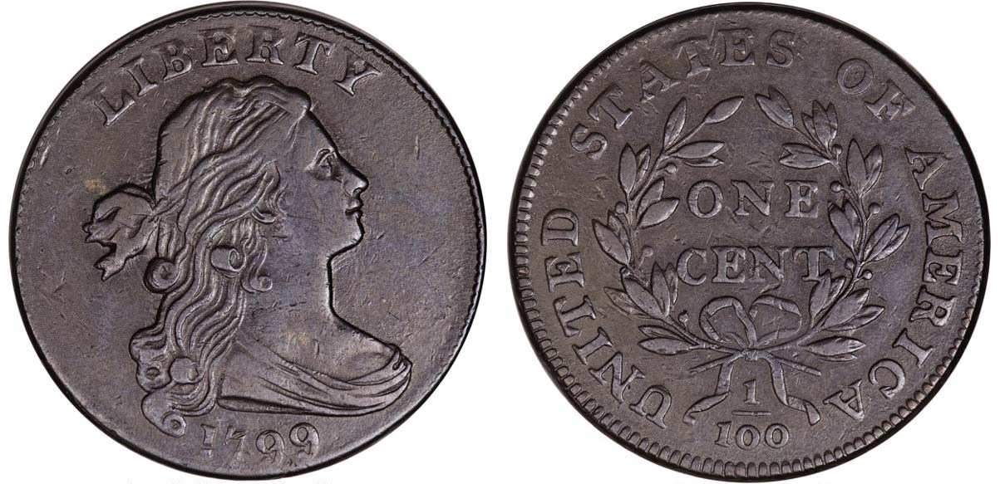 LIBERTY
1799
UNITED STATES OF AMERICA
ONE
CENT
1
100